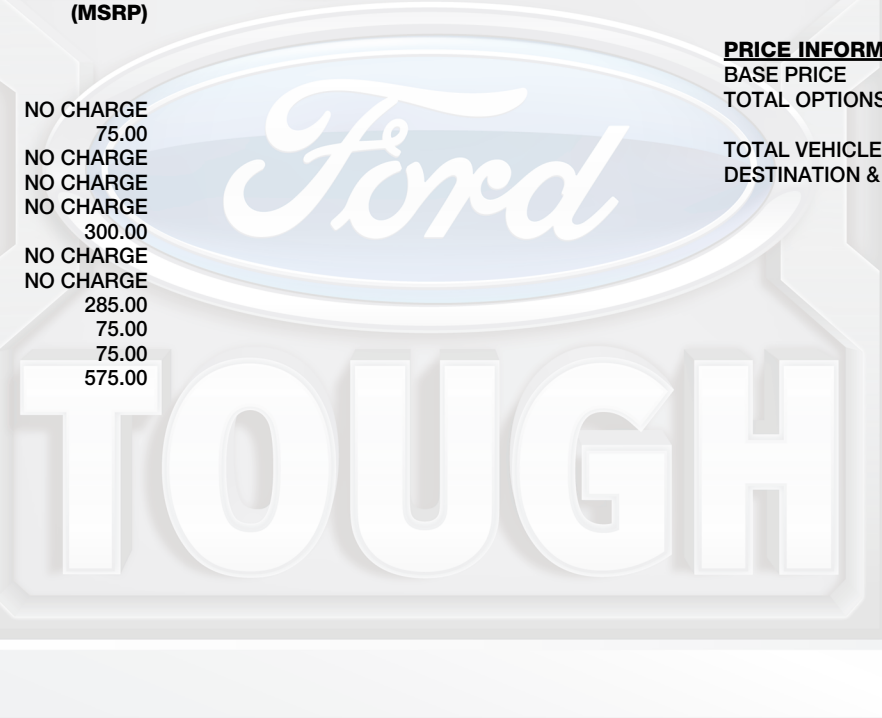 (MSRP)
NO CHARGE
75.00
NO CHARGE
NO CHARGE
NO CHARGE
300.00
NO CHARGE
NO CHARGE
285.00
75.00
75.00
575.00
PRICE INFORM
BASE PRICE
TOTAL OPTIONS
TOTAL VEHICLE
DESTINATION &
Ford
TOUGH